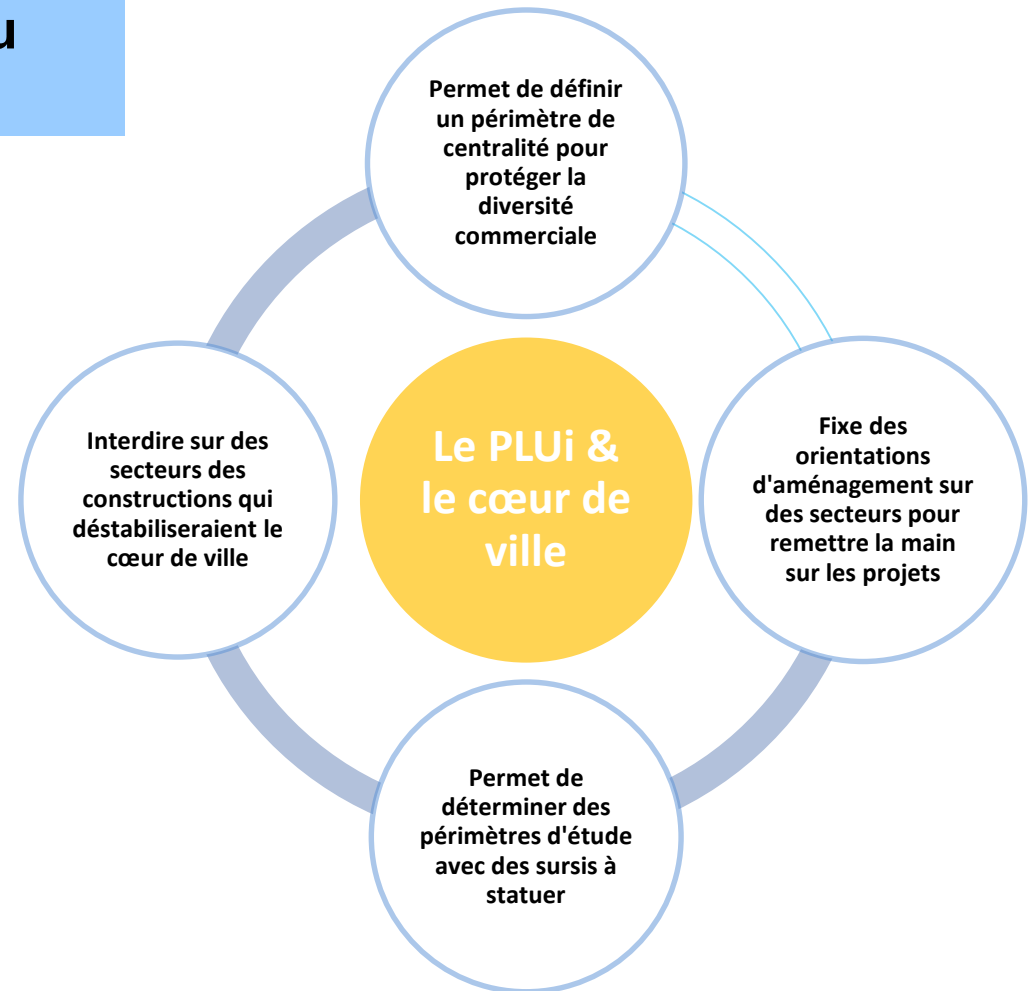 u
Permet de définir
un périmètre de
centralité pour
protéger la
diversité
commerciale
Interdire sur des
secteurs des
constructions qui
déstabiliseraient le
cœur de ville
Le PLUi &
le cœur de
ville
Fixe des
orientations
d'aménagement sur
des secteurs pour
remettre la main
sur les projets
Permet de
déterminer des
périmètres d'étude
avec des sursis à
statuer